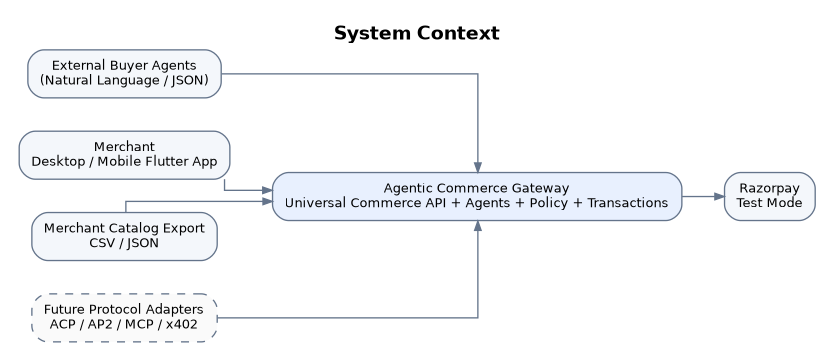 System Context
External Buyer Agents
(Natural Language / JSON)
Merchant
Desktop / Mobile Flutter App
Agentic Commerce Gateway
Universal Commerce API + Agents + Policy + Transactions
Razorpay
Test Mode
Merchant Catalog Export
CSV / JSON
Future Protocol Adapters
ACP / AP2 / MCP / x402